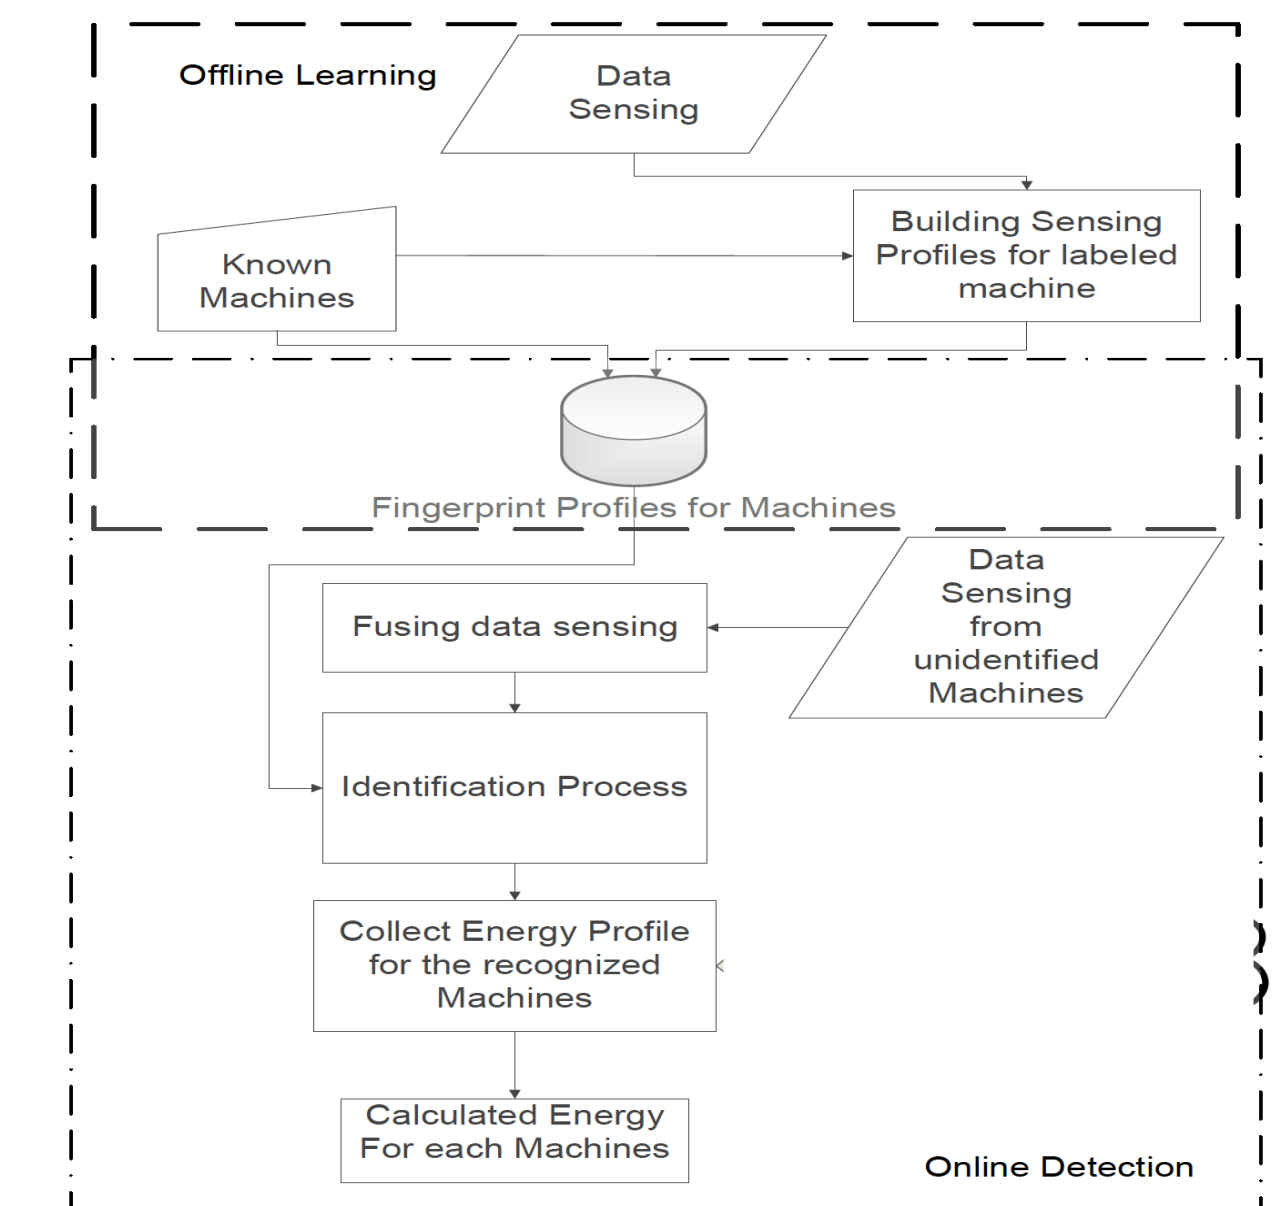 Offline Learning
Data
Sensing
Building Sensing
Profiles for labeled
machine
Known
Machines
Fingerprint Profiles for Machines
Data
Sensing
from
unidentified
Machines
Fusing data sensing
Identification Process
Collect Energy Profile
for the recognized
Machines
Calculated Energy
For each Machines
Online Detection